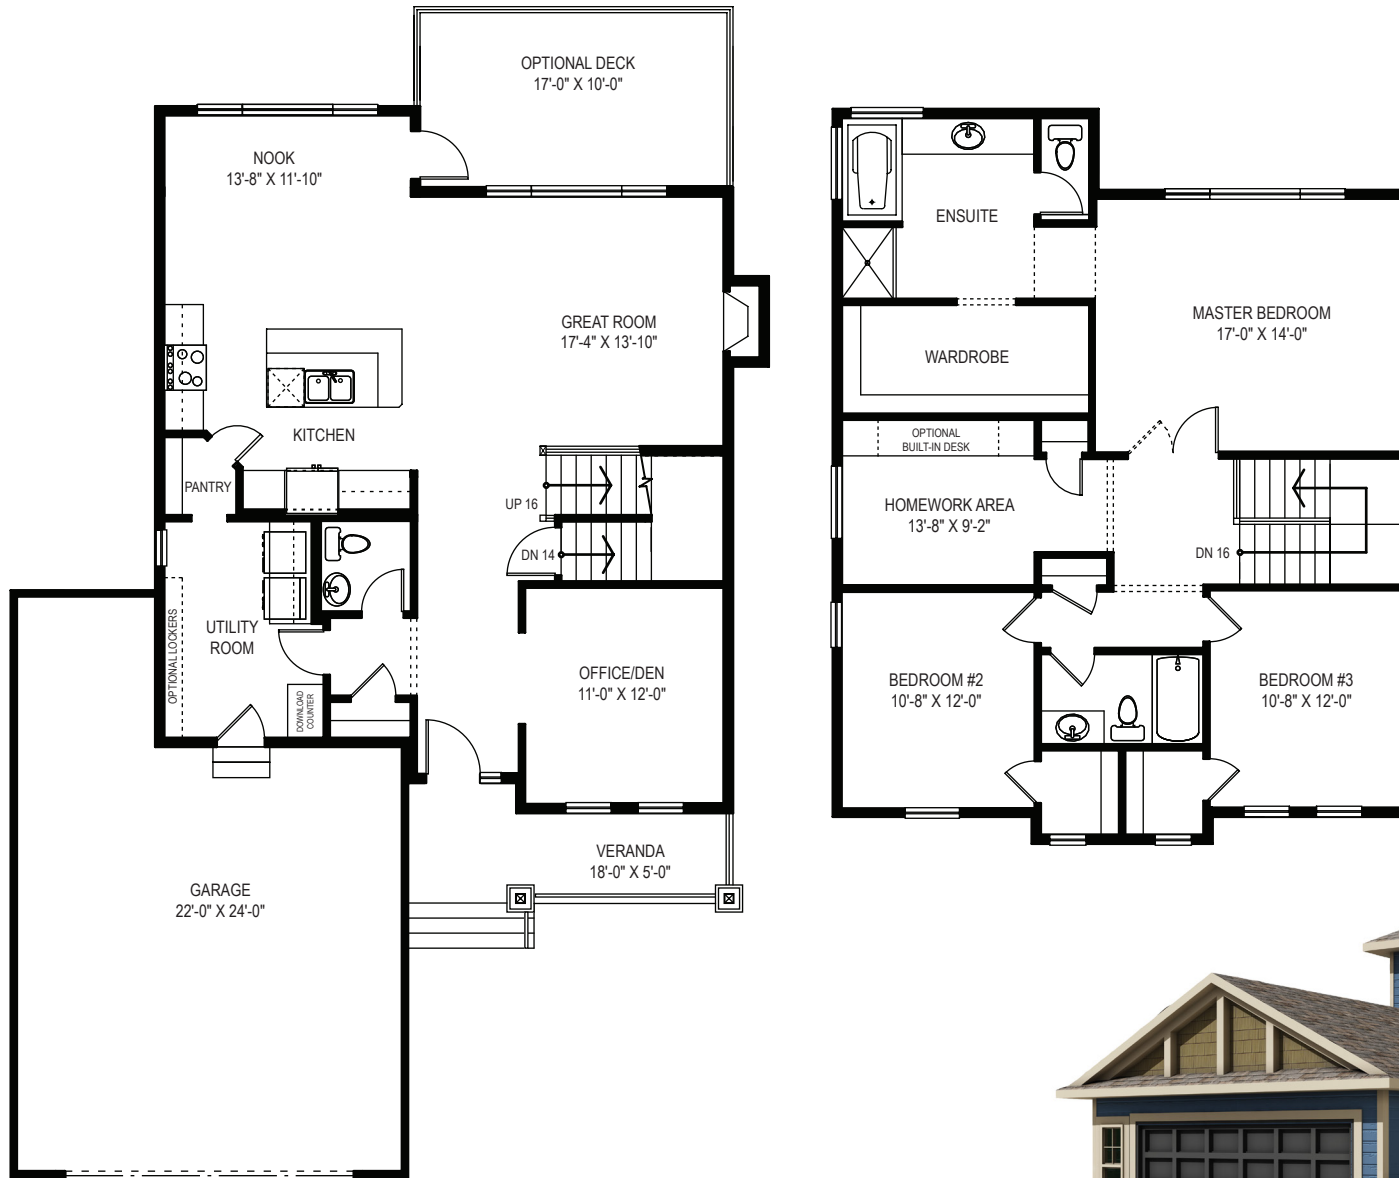 OPTIONAL DECK
17'-0" X 10'-0"
NOOK
13'-8" X 11'-10"
GREAT ROOM
17'-4" X 13'-10"
KITCHEN
PANTRY
UP 16
DN 14
OPTIONAL LOCKERS
UTILITY
ROOM
DOWNLOAD
COUNTER
OFFICE/DEN
11'-0" X 12'-0"
VERANDA
18'-0" X 5'-0"
GARAGE
22'-0" X 24'-0"
ENSUITE
MASTER BEDROOM
17'-0" X 14'-0"
WARDROBE
OPTIONAL
BUILT-IN DESK
HOMEWORK AREA
13'-8" X 9'-2"
DN 16
BEDROOM #2
10'-8" X 12'-0"
BEDROOM #3
10'-8" X 12'-0"